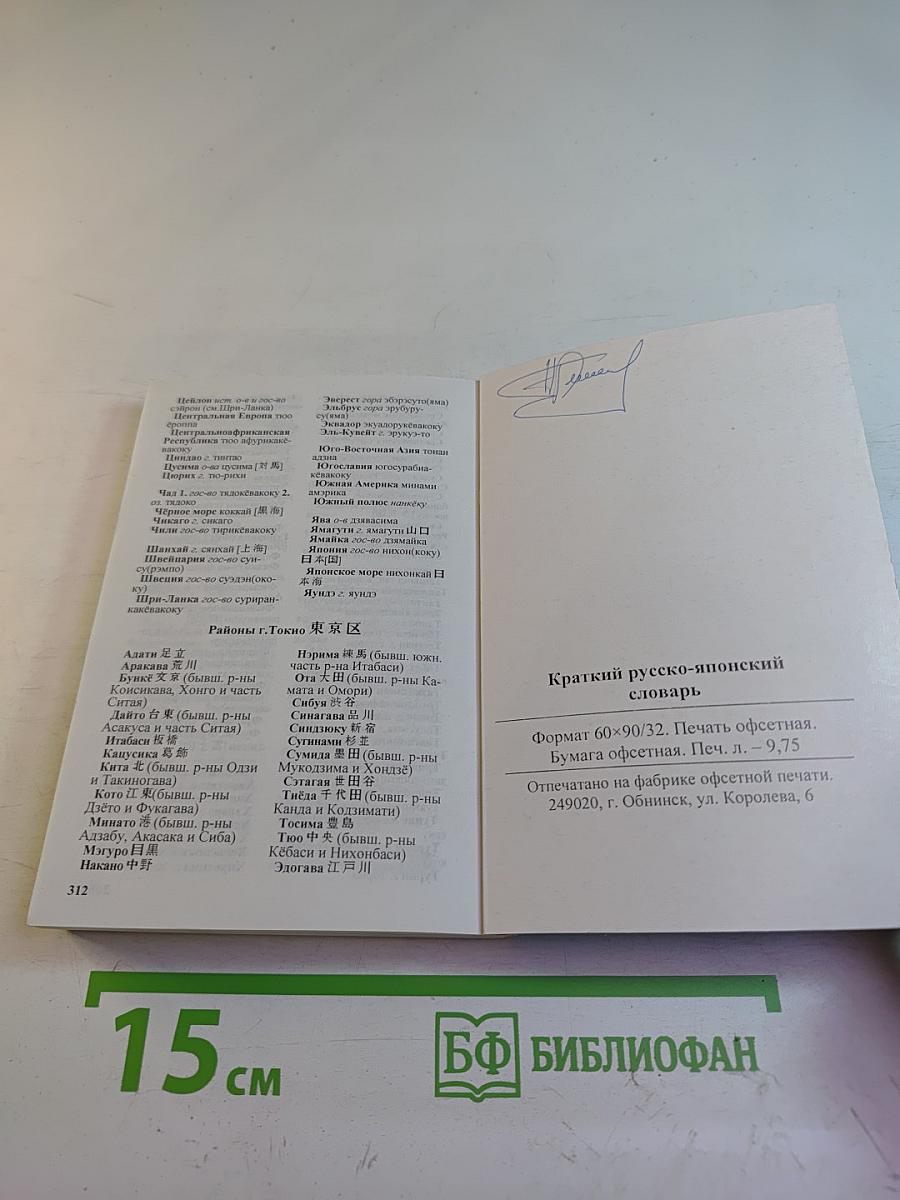 Цейлон ист. о-в и гос-во
сэйрон (см.Шри-Ланка)
Центральная Европа тюо
ёроппа
Центральноафриканская
Республика тюо афурикакё-
вакоку
Циндао г. тинтао
Цусима о-ва цусима [対馬]
Цюрих г. тю-рихи
Чад 1. гос-во тядокёвакоку 2.
оз. тядоко
Чёрное море коккай [黒海]
Чикаго г. сикаго
Чили гос-во тирикёвакоку
Шанхай г. сянхай [上海]
Швейцария гос-во суи-
су(рэмпо)
Швеция гос-во суэдэн(око-
ку)
Шри-Ланка гос-во суриран-
какёвакоку
Эверест гора эбэрэсуто(яма)
Эльбрус гора эрубуру-
су(яма)
Эквадор экуадорукёвакоку
Эль-Кувейт г. эрукуэ-то
Юго-Восточная Азия тонан
адзиа
Югославия югосурабиа-
кёвакоку
Южная Америка минами
амэрика
Южный полюс нанкёку
Ява о-в дзявасима
Ямагути г. ямагути 山口
Ямайка гос-во дзямайка
Япония гос-во нихон(коку)
日本[国]
Японское море нихонкай 日
本海
Яундэ г. яундэ
Районы г.Токио 東京区
Адати 足立
Аракава 荒川
Бункё 文京 (бывш. р-ны
Коисикава, Хонго и часть
Ситая)
Дайто 台東 (бывш. р-ны
Асакуса и часть Ситая)
Итабаси 板橋
Кацусика 葛飾
Кита 北 (бывш. р-ны Одзи
и Такиногава)
Кото 江東(бывш. р-ны
Дзёто и Фукагава)
Минато 港 (бывш. р-ны
Адзабу, Акасака и Сиба)
Мэгуро 目黒
Накано 中野
Нэрима 練馬 (бывш. южн.
часть р-на Итабаси)
Ота 大田 (бывш. р-ны Ка-
мата и Омори)
Сибуя 渋谷
Синагава 品川
Синдзюку 新宿
Сугинами 杉並
Сумида 墨田 (бывш. р-ны
Мукодзима и Хондзё)
Сэтагая 世田谷
Тиёда 千代田 (бывш. р-ны
Канда и Кодзимати)
Тосима 豊島
Тюо 中央 (бывш. р-ны
Кёбаси и Нихонбаси)
Эдогава 江戸川
312
Краткий русско-японский
словарь
Формат 60×90/32. Печать офсетная.
Бумага офсетная. Печ. л. – 9,75
Отпечатано на фабрике офсетной печати.
249020, г. Обнинск, ул. Королева, 6
15 см
БФ БИБЛИОФАН